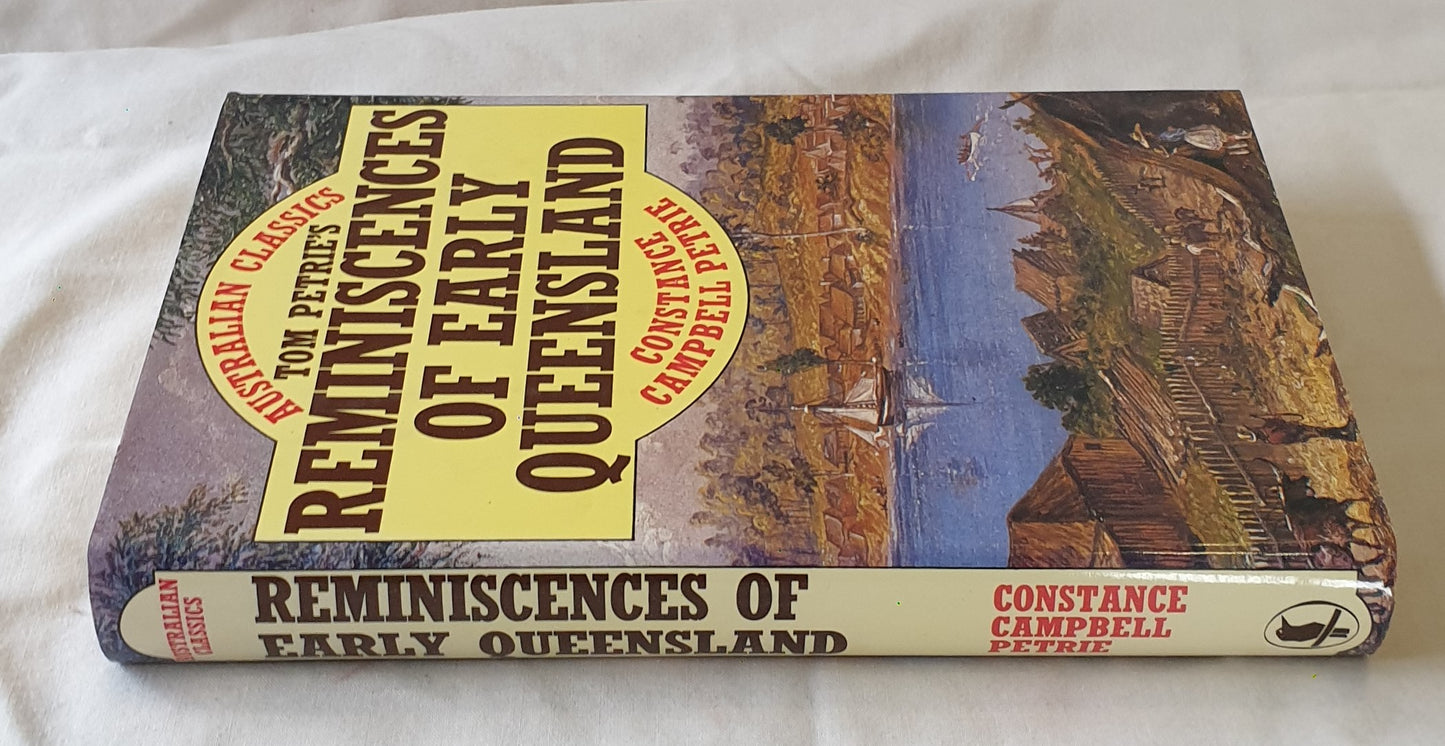 AUSTRALIAN CLASSICS
TOM PETRIE'S
REMINISCENCES
OF EARLY
QUEENSLAND
CONSTANCE
CAMPBELL PETRIE
AUSTRALIAN
CLASSICS
REMINISCENCES OF
EARLY QUEENSLAND
CONSTANCE
CAMPBELL
PETRIE